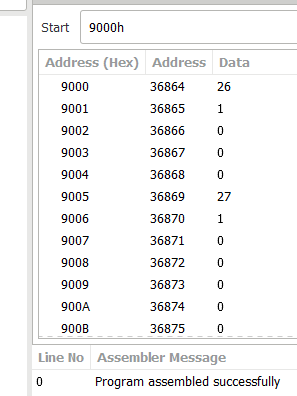 Start 9000h
Address (Hex) Address Data
9000 36864 26
9001 36865 1
9002 36866 0
9003 36867 0
9004 36868 0
9005 36869 27
9006 36870 1
9007 36871 0
9008 36872 0
9009 36873 0
900A 36874 0
900B 36875 0
Line No Assembler Message
0 Program assembled successfully